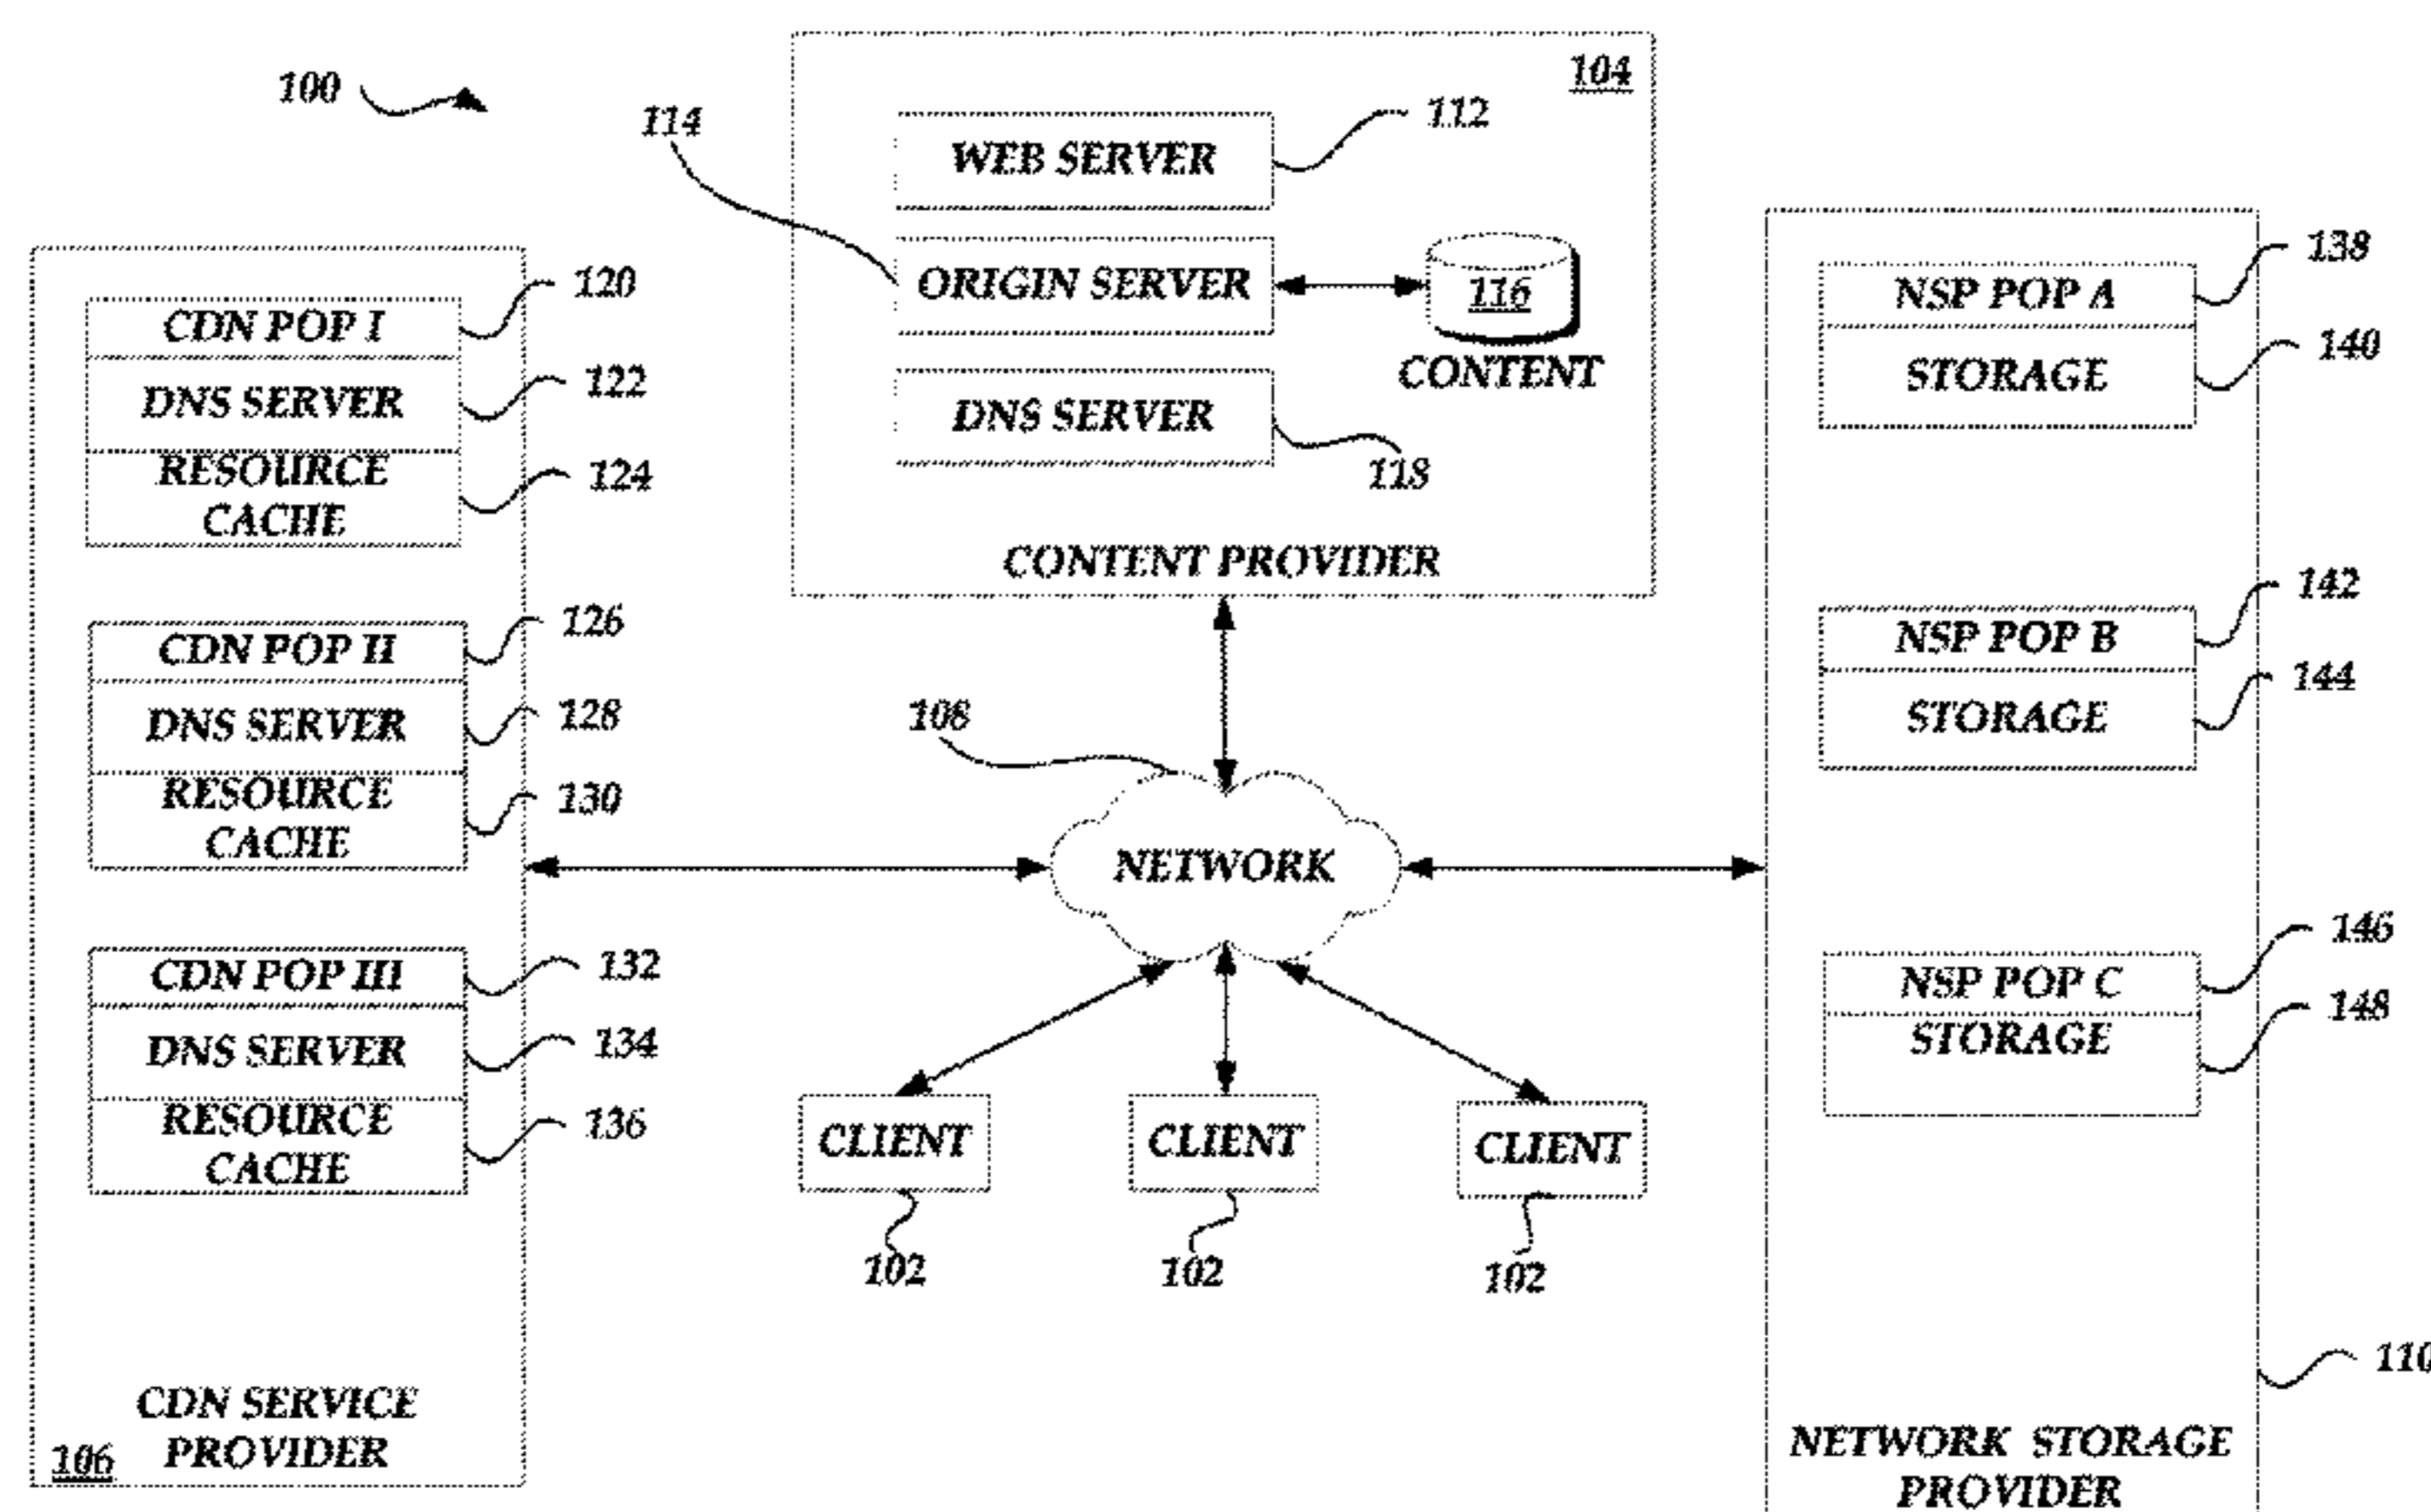 100
104
114
112
WEB SERVER
ORIGIN SERVER
116
CONTENT
DNS SERVER
118
CONTENT PROVIDER
CDN POP I
120
DNS SERVER
122
RESOURCE
CACHE
124
CDN POP II
126
DNS SERVER
128
RESOURCE
CACHE
130
CDN POP III
132
DNS SERVER
134
RESOURCE
CACHE
136
CDN SERVICE
PROVIDER
106
108
NETWORK
CLIENT
CLIENT
CLIENT
102
102
102
NSP POP A
138
STORAGE
140
NSP POP B
142
STORAGE
144
NSP POP C
146
STORAGE
148
110
NETWORK STORAGE
PROVIDER